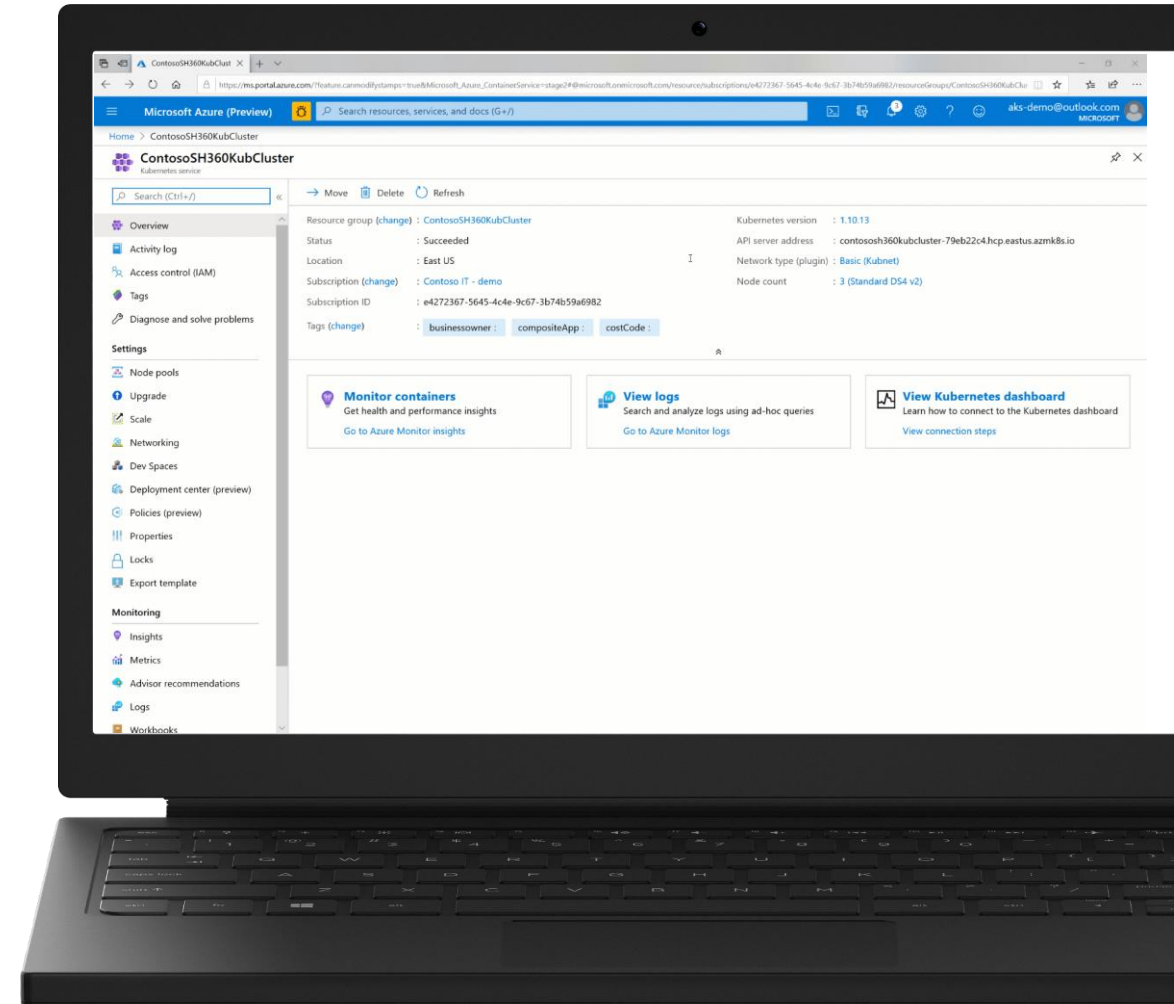 ContosoSH360KubClust
https://ms.portal.azure.com/?feature.canmodifystamps=true&Microsoft_Azure_ContainerService=stage2#@microsoft.onmicrosoft.com/resource/subscriptions/e4272367-5645-4c4e-9c67-3b74b59a6982/resourceGroups/ContosoSH360KubClu
Microsoft Azure (Preview)
Search resources, services, and docs (G+/)
1
aks-demo@outlook.com
MICROSOFT
Home > ContosoSH360KubCluster
ContosoSH360KubCluster
Kubernetes service
Search (Ctrl+/)
«
Overview
Activity log
Access control (IAM)
Tags
Diagnose and solve problems
Settings
Node pools
Upgrade
Scale
Networking
Dev Spaces
Deployment center (preview)
Policies (preview)
Properties
Locks
Export template
Monitoring
Insights
Metrics
Advisor recommendations
Logs
Workbooks
Move Delete Refresh
Resource group (change) : ContosoSH360KubCluster
Status : Succeeded
Location : East US
Subscription (change) : Contoso IT - demo
Subscription ID : e4272367-5645-4c4e-9c67-3b74b59a6982
Tags (change) : businessowner : compositeApp : costCode :
Kubernetes version : 1.10.13
API server address : contososh360kubcluster-79eb22c4.hcp.eastus.azmk8s.io
Network type (plugin) : Basic (Kubnet)
Node count : 3 (Standard DS4 v2)
Monitor containers
Get health and performance insights
Go to Azure Monitor insights
View logs
Search and analyze logs using ad-hoc queries
Go to Azure Monitor logs
View Kubernetes dashboard
Learn how to connect to the Kubernetes dashboard
View connection steps